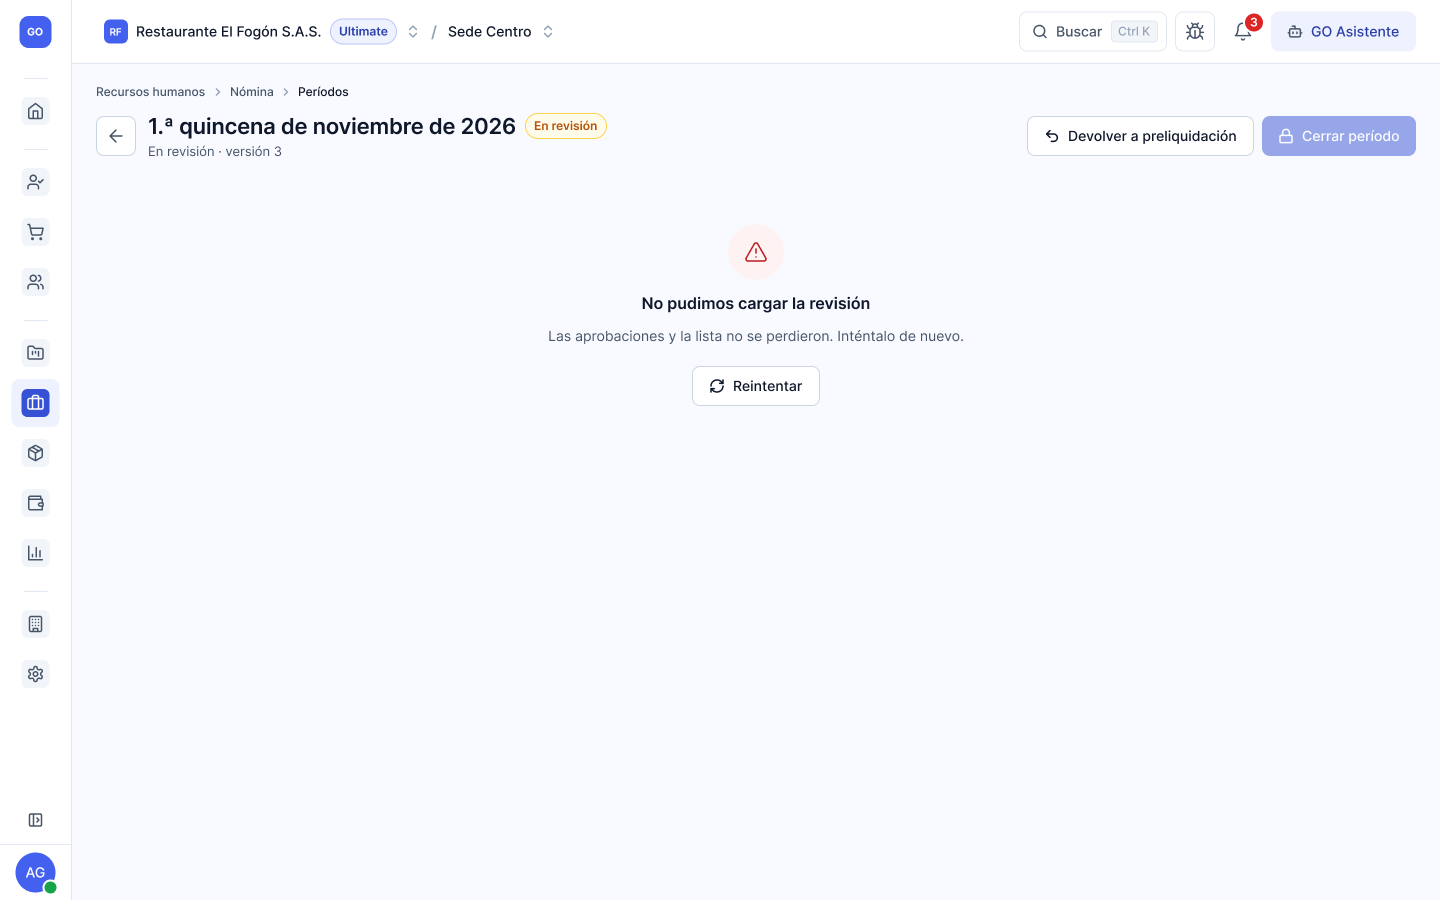 GO
RF Restaurante El Fogón S.A.S. Ultimate / Sede Centro
Buscar Ctrl K
3
GO Asistente
Recursos humanos > Nómina > Períodos
1.ª quincena de noviembre de 2026 En revisión
En revisión · versión 3
Devolver a preliquidación
Cerrar período
No pudimos cargar la revisión
Las aprobaciones y la lista no se perdieron. Inténtalo de nuevo.
Reintentar
AG